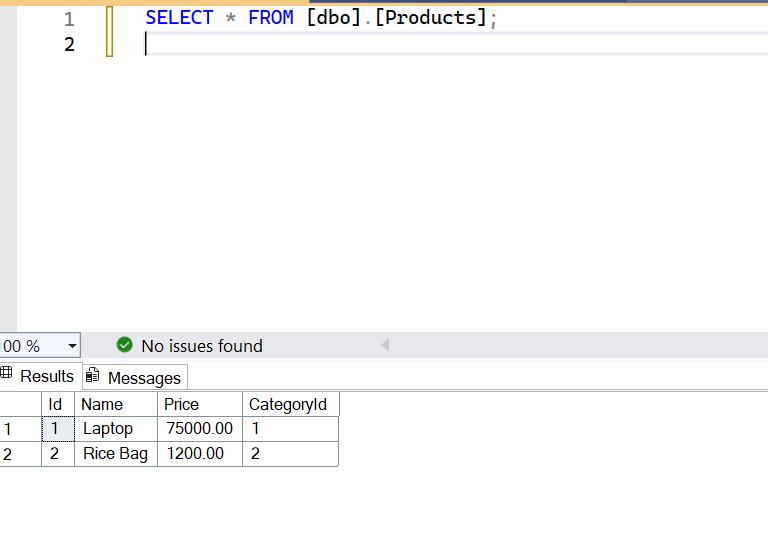 1 SELECT * FROM [dbo].[Products];
2
00 % No issues found
Results Messages
Id Name Price CategoryId
1 1 Laptop 75000.00 1
2 2 Rice Bag 1200.00 2